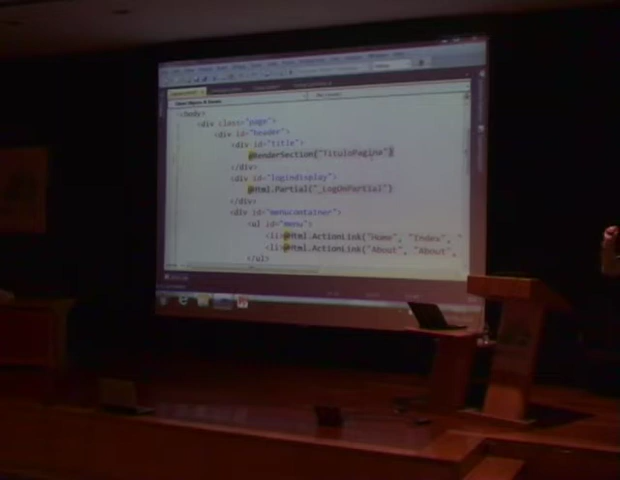 <body>
<div class="page">
<div id="header">
<div id="title">
@RenderSection("TituloPagina")
</div>
<div id="logindisplay">
@Html.Partial("_LogOnPartial")
</div>
<div id="menucontainer">
<ul id="menu">
<li>@Html.ActionLink("Home", "Index", "
<li>@Html.ActionLink("About", "About",
</ul>